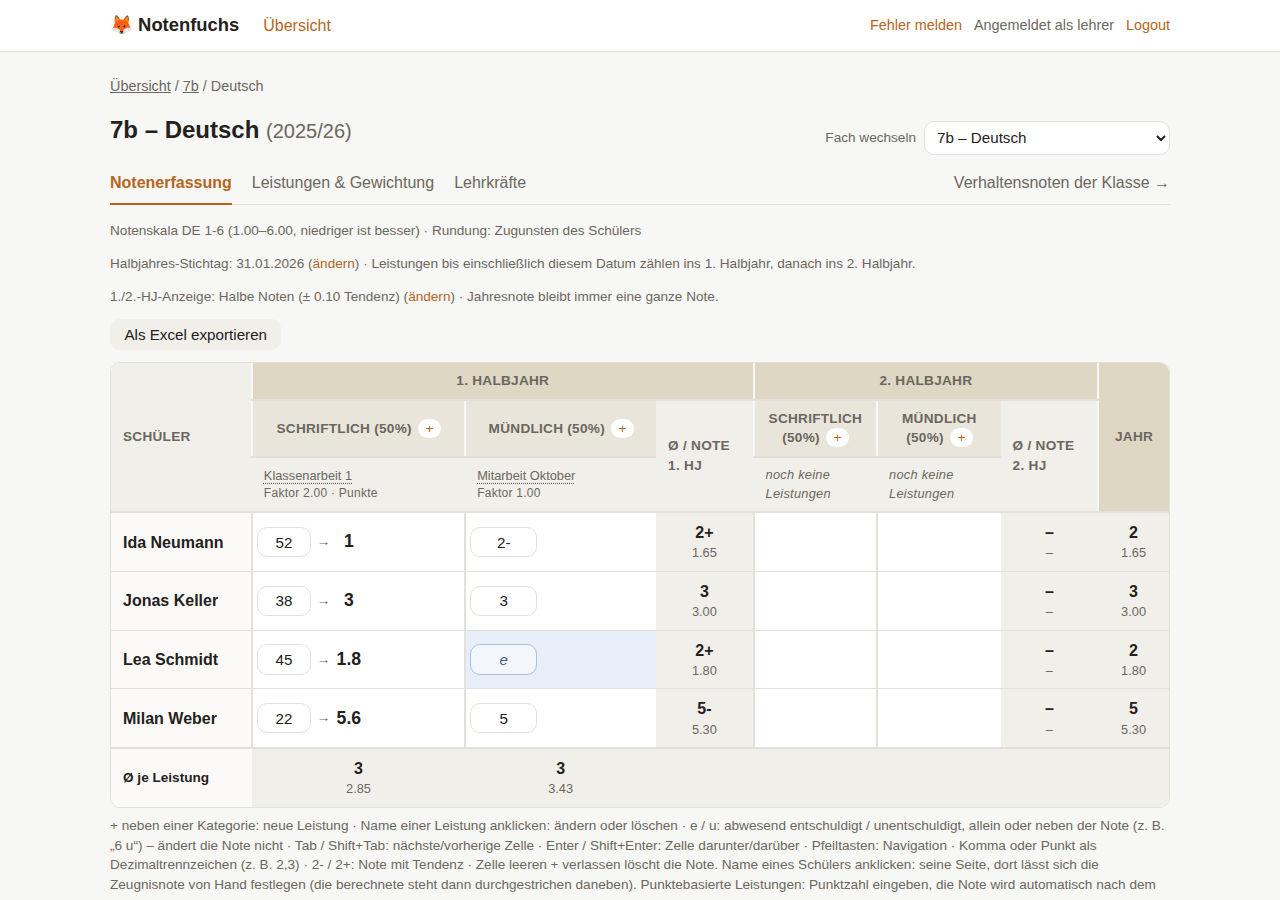 🦊 Notenfuchs Übersicht Fehler melden Angemeldet als lehrer Logout
Übersicht / 7b / Deutsch
7b – Deutsch (2025/26) Fach wechseln 7b – Deutsch
Notenerfassung Leistungen & Gewichtung Lehrkräfte Verhaltensnoten der Klasse →
Notenskala DE 1-6 (1.00–6.00, niedriger ist besser) · Rundung: Zugunsten des Schülers
Halbjahres-Stichtag: 31.01.2026 (ändern) · Leistungen bis einschließlich diesem Datum zählen ins 1. Halbjahr, danach ins 2. Halbjahr.
1./2.-HJ-Anzeige: Halbe Noten (± 0.10 Tendenz) (ändern) · Jahresnote bleibt immer eine ganze Note.
Als Excel exportieren
SCHÜLER 1. HALBJAHR 2. HALBJAHR JAHR
SCHRIFTLICH (50%) + MÜNDLICH (50%) + Ø / NOTE 1. HJ SCHRIFTLICH (50%) + MÜNDLICH (50%) + Ø / NOTE 2. HJ
Klassenarbeit 1 Mitarbeit Oktober noch keine noch keine
Faktor 2.00 · Punkte Faktor 1.00 Leistungen Leistungen
Ida Neumann 52 → 1 2- 2+ – 2
1.65 – 1.65
Jonas Keller 38 → 3 3 3 – 3
3.00 – 3.00
Lea Schmidt 45 → 1.8 e 2+ – 2
1.80 – 1.80
Milan Weber 22 → 5.6 5 5- – 5
5.30 – 5.30
Ø je Leistung 3 3
2.85 3.43
+ neben einer Kategorie: neue Leistung · Name einer Leistung anklicken: ändern oder löschen · e / u: abwesend entschuldigt / unentschuldigt, allein oder neben der Note (z. B.
„6 u“) – ändert die Note nicht · Tab / Shift+Tab: nächste/vorherige Zelle · Enter / Shift+Enter: Zelle darunter/darüber · Pfeiltasten: Navigation · Komma oder Punkt als
Dezimaltrennzeichen (z. B. 2,3) · 2- / 2+: Note mit Tendenz · Zelle leeren + verlassen löscht die Note. Name eines Schülers anklicken: seine Seite, dort lässt sich die
Zeugnisnote von Hand festlegen (die berechnete steht dann durchgestrichen daneben). Punktebasierte Leistungen: Punktzahl eingeben, die Note wird automatisch nach dem